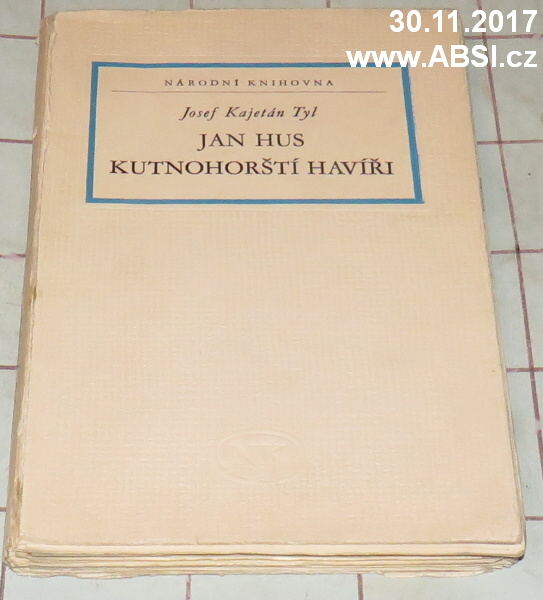 30.11.2017
www.ABSI.cz
NÁRODNÍ KNIHOVNA
Josef Kajetán Tyl
JAN HUS
KUTNOHORŠTÍ HAVÍŘI